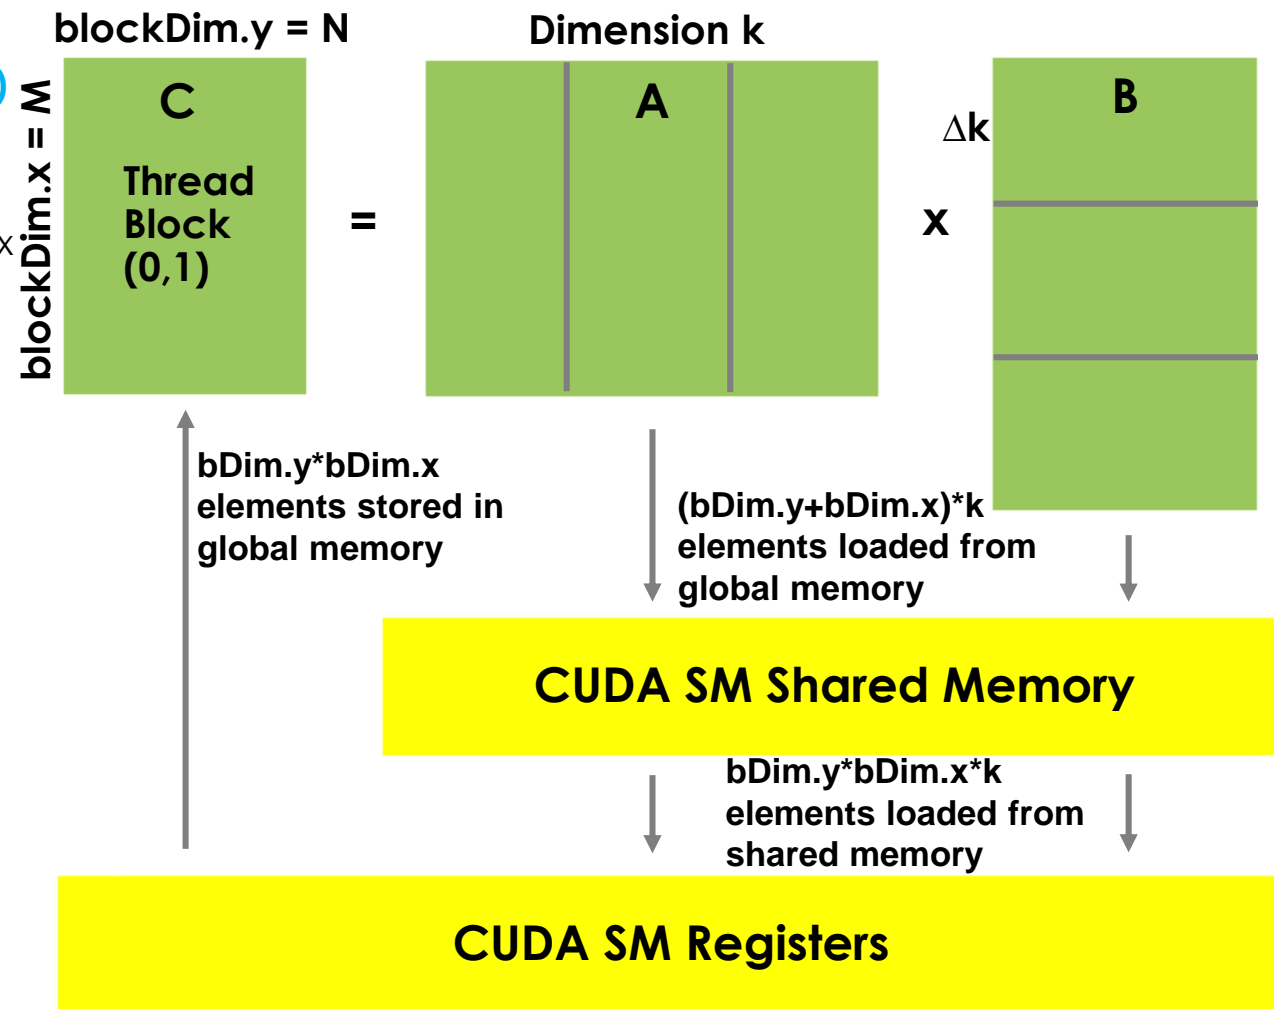 blockDim.y = N
Dimension k
)
blockDim.x = M
x
C
Thread
Block
(0,1)
=
A
x
Δk
B
bDim.y*bDim.x
elements stored in
global memory
(bDim.y+bDim.x)*k
elements loaded from
global memory
CUDA SM Shared Memory
bDim.y*bDim.x*k
elements loaded from
shared memory
CUDA SM Registers